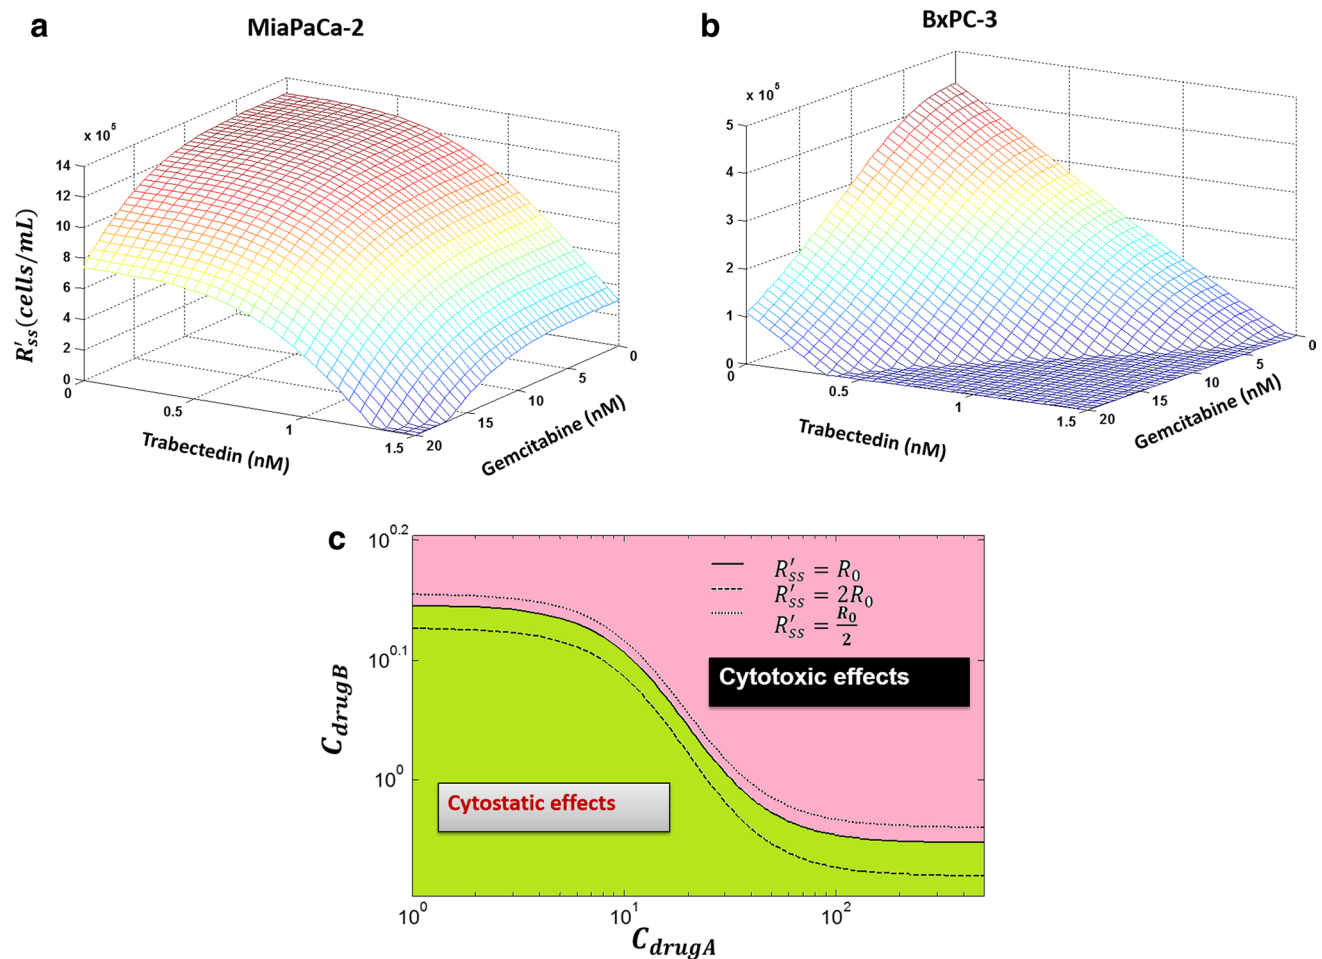 a
MiaPaCa-2
x 10^5
14
12
10
8
6
4
2
0
R'ss(cells/mL)
0
0.5
1
1.5
Trabectedin (nM)
20
15
10
5
0
Gemcitabine (nM)
b
BxPC-3
x 10^5
5
4
3
2
1
0
0
0.5
1
1.5
Trabectedin (nM)
20
15
10
5
0
Gemcitabine (nM)
c
10^0.2
10^0.1
10^0
C_drugB
R'ss = R0
R'ss = 2R0
R'ss = R0/2
Cytotoxic effects
Cytostatic effects
10^0
10^1
10^2
C_drugA